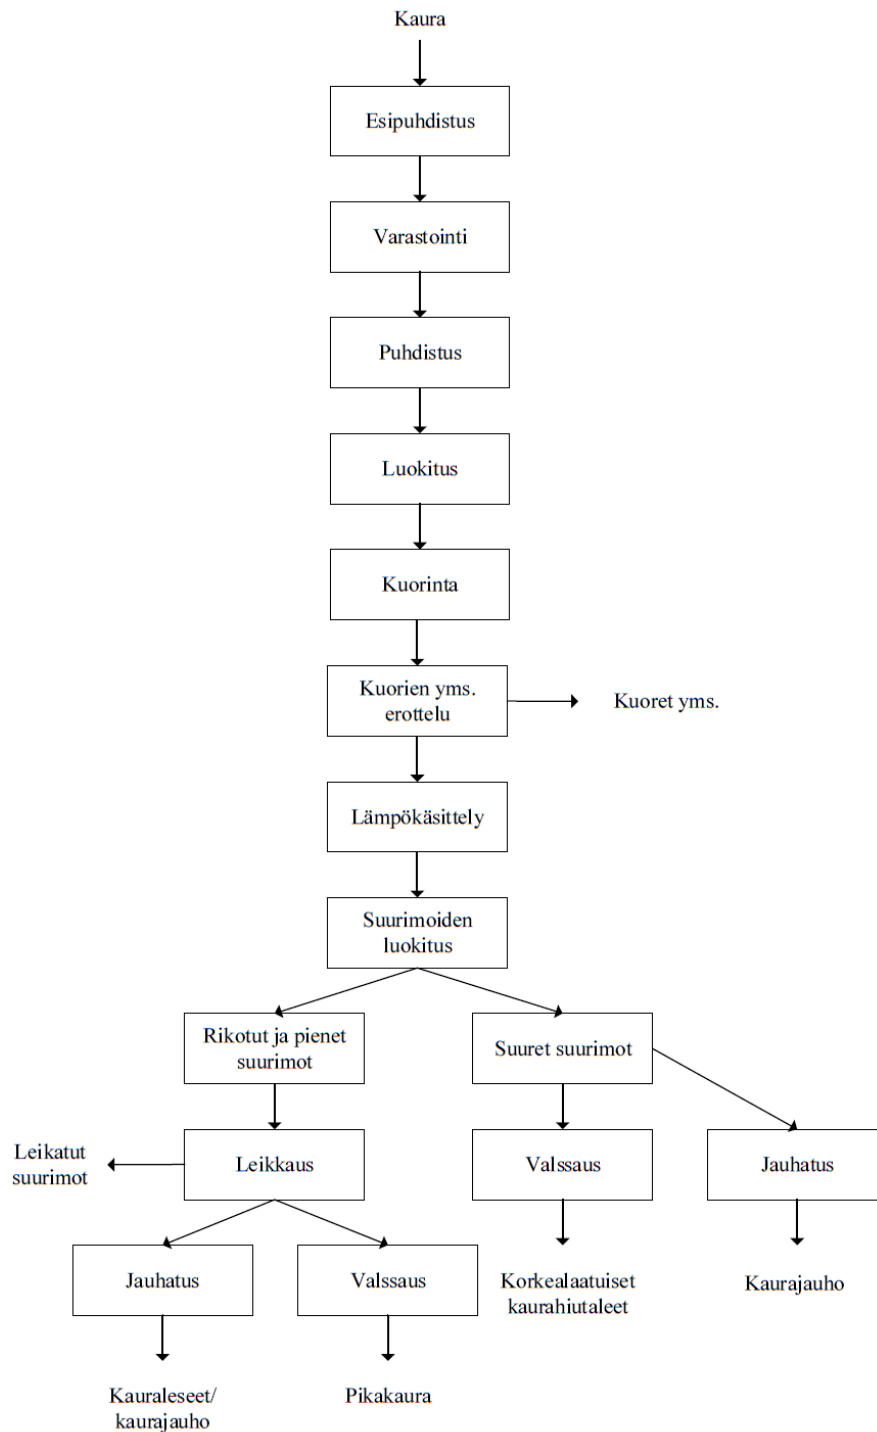 Kaura
Esipuhdistus
Varastointi
Puhdistus
Luokitus
Kuorinta
Kuorien yms.
erottelu
Kuoret yms.
Lämpökäsittely
Suurimoiden
luokitus
Rikotut ja pienet
suurimot
Suuret suurimot
Leikatut
suurimot
Leikkaus
Valssaus
Jauhatus
Jauhatus
Valssaus
Korkealaatuiset
kaurahiutaleet
Kaurajauho
Kauraleseet/
kaurajauho
Pikakaura